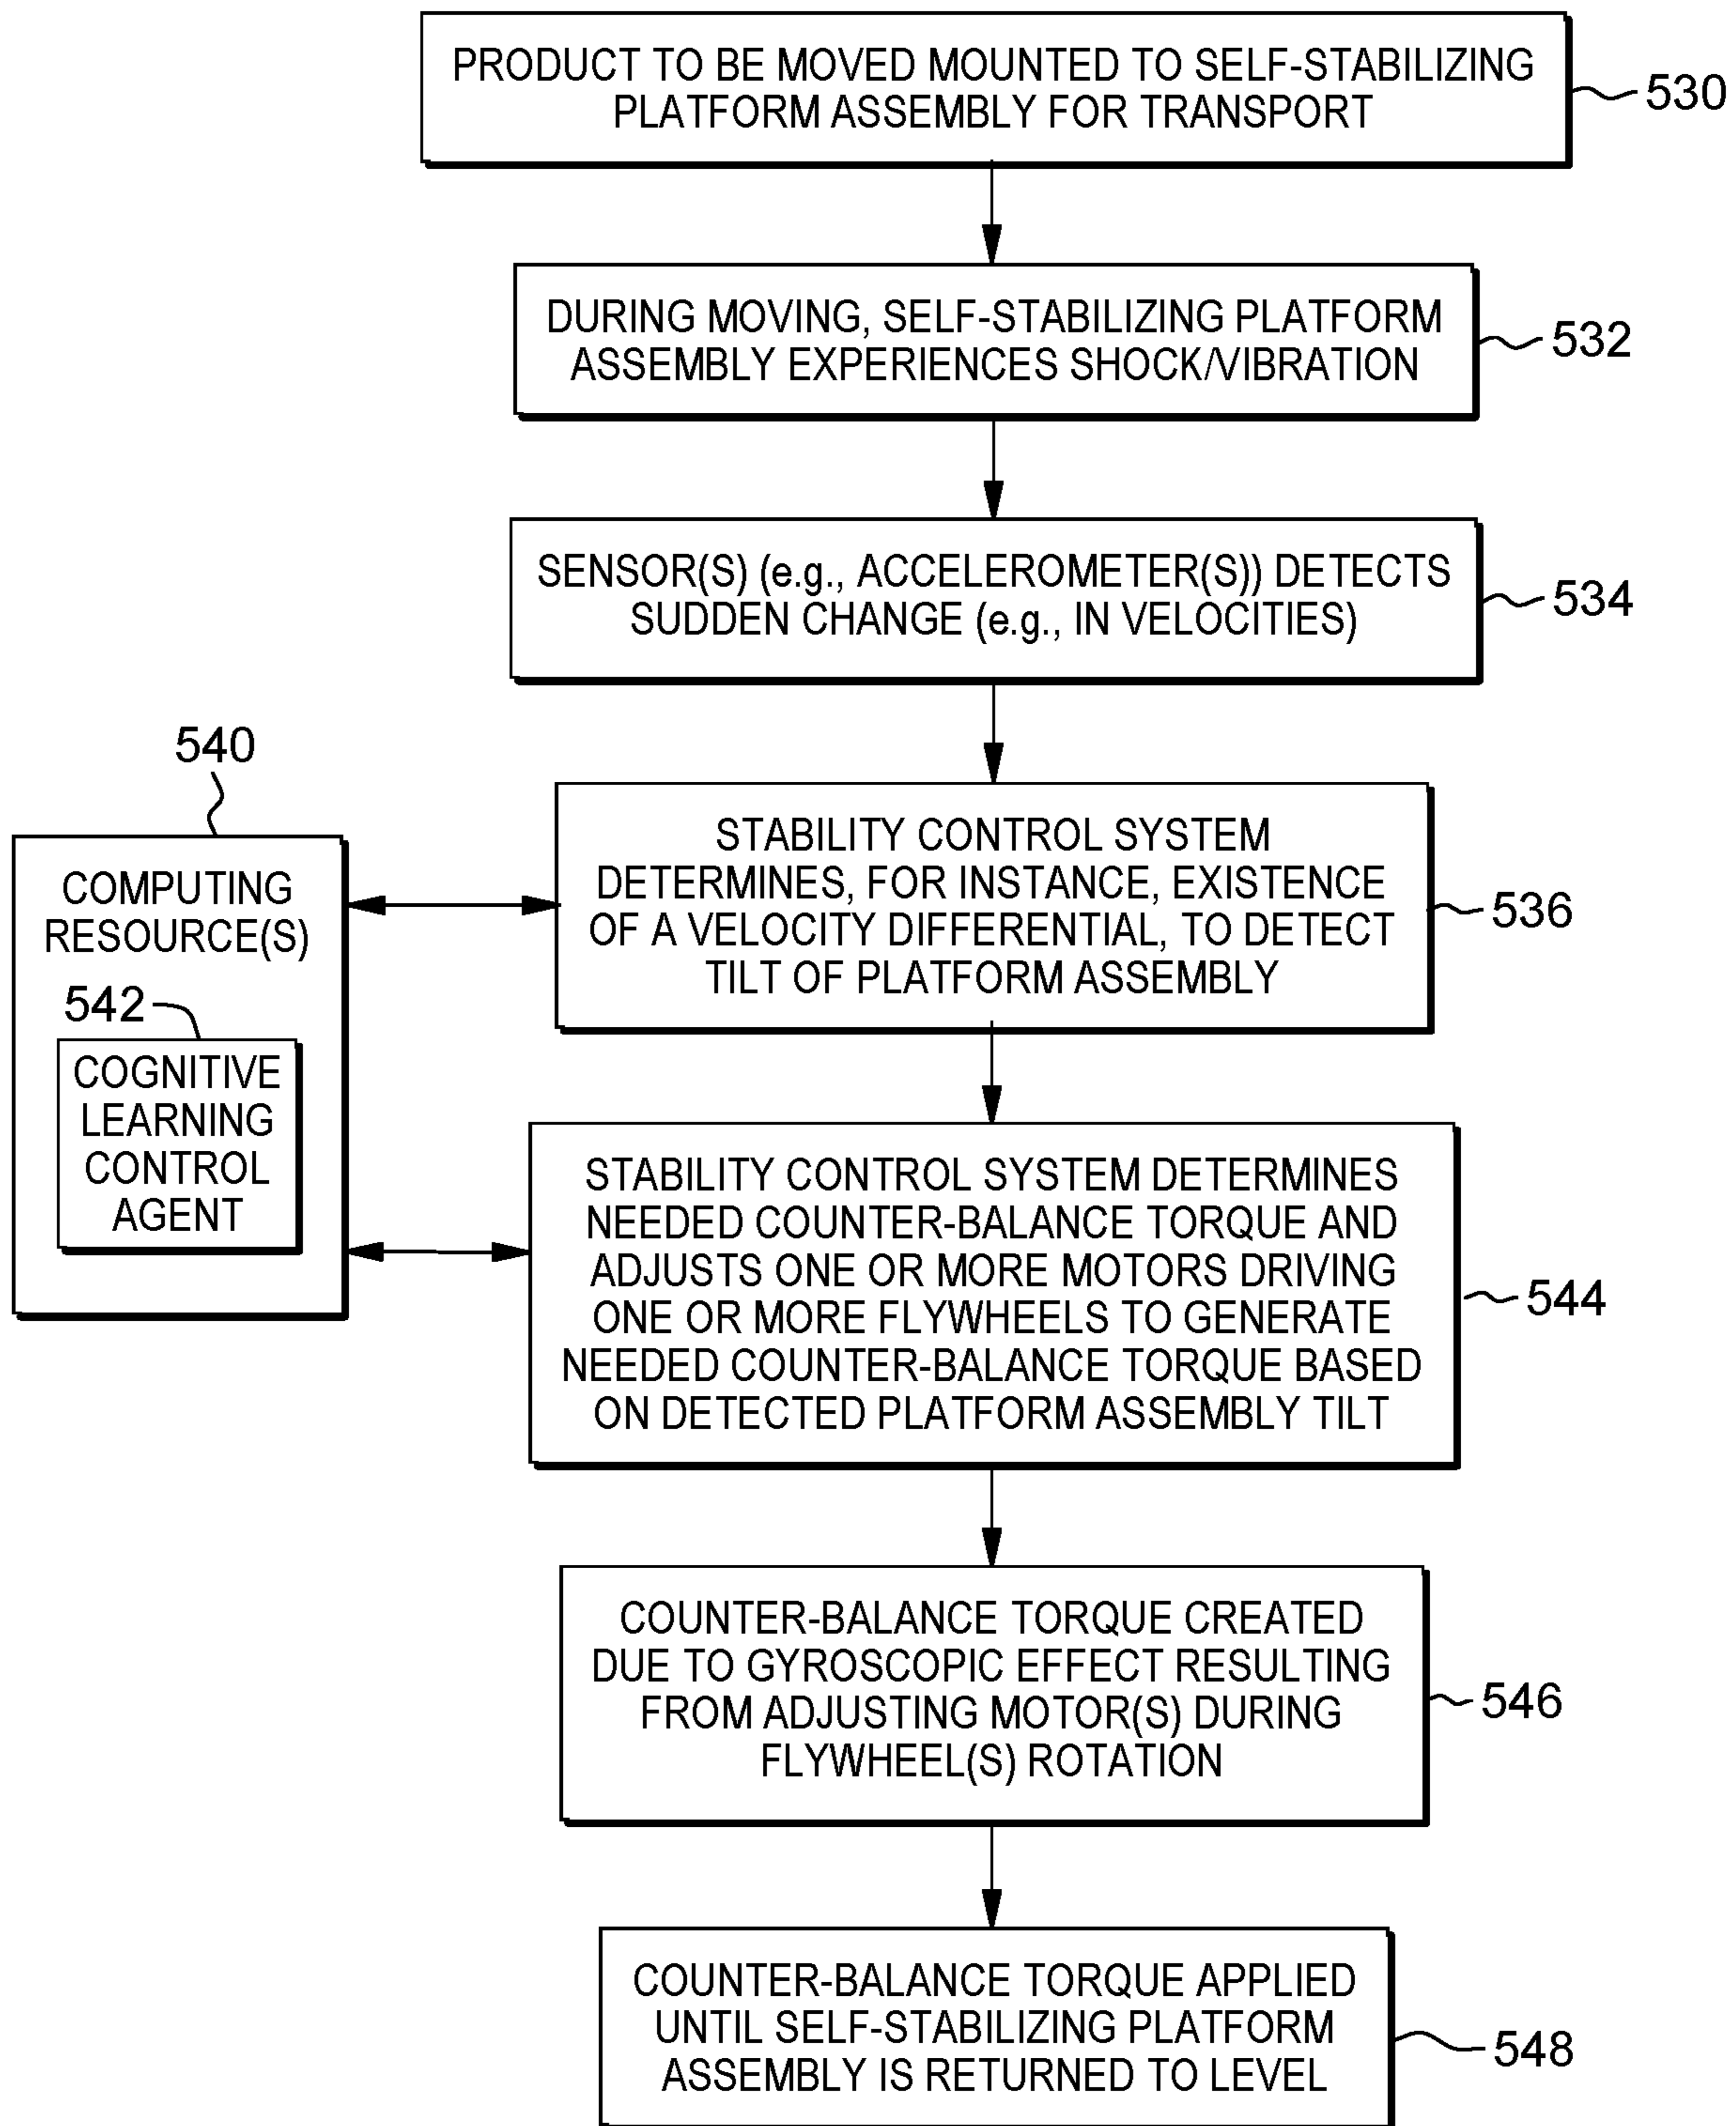 PRODUCT TO BE MOVED MOUNTED TO SELF-STABILIZING
PLATFORM ASSEMBLY FOR TRANSPORT
530
DURING MOVING, SELF-STABILIZING PLATFORM
ASSEMBLY EXPERIENCES SHOCK/VIBRATION
532
SENSOR(S) (e.g., ACCELEROMETER(S)) DETECTS
SUDDEN CHANGE (e.g., IN VELOCITIES)
534
540
COMPUTING
RESOURCE(S)
542
COGNITIVE
LEARNING
CONTROL
AGENT
STABILITY CONTROL SYSTEM
DETERMINES, FOR INSTANCE, EXISTENCE
OF A VELOCITY DIFFERENTIAL, TO DETECT
TILT OF PLATFORM ASSEMBLY
536
STABILITY CONTROL SYSTEM DETERMINES
NEEDED COUNTER-BALANCE TORQUE AND
ADJUSTS ONE OR MORE MOTORS DRIVING
ONE OR MORE FLYWHEELS TO GENERATE
NEEDED COUNTER-BALANCE TORQUE BASED
ON DETECTED PLATFORM ASSEMBLY TILT
544
COUNTER-BALANCE TORQUE CREATED
DUE TO GYROSCOPIC EFFECT RESULTING
FROM ADJUSTING MOTOR(S) DURING
FLYWHEEL(S) ROTATION
546
COUNTER-BALANCE TORQUE APPLIED
UNTIL SELF-STABILIZING PLATFORM
ASSEMBLY IS RETURNED TO LEVEL
548